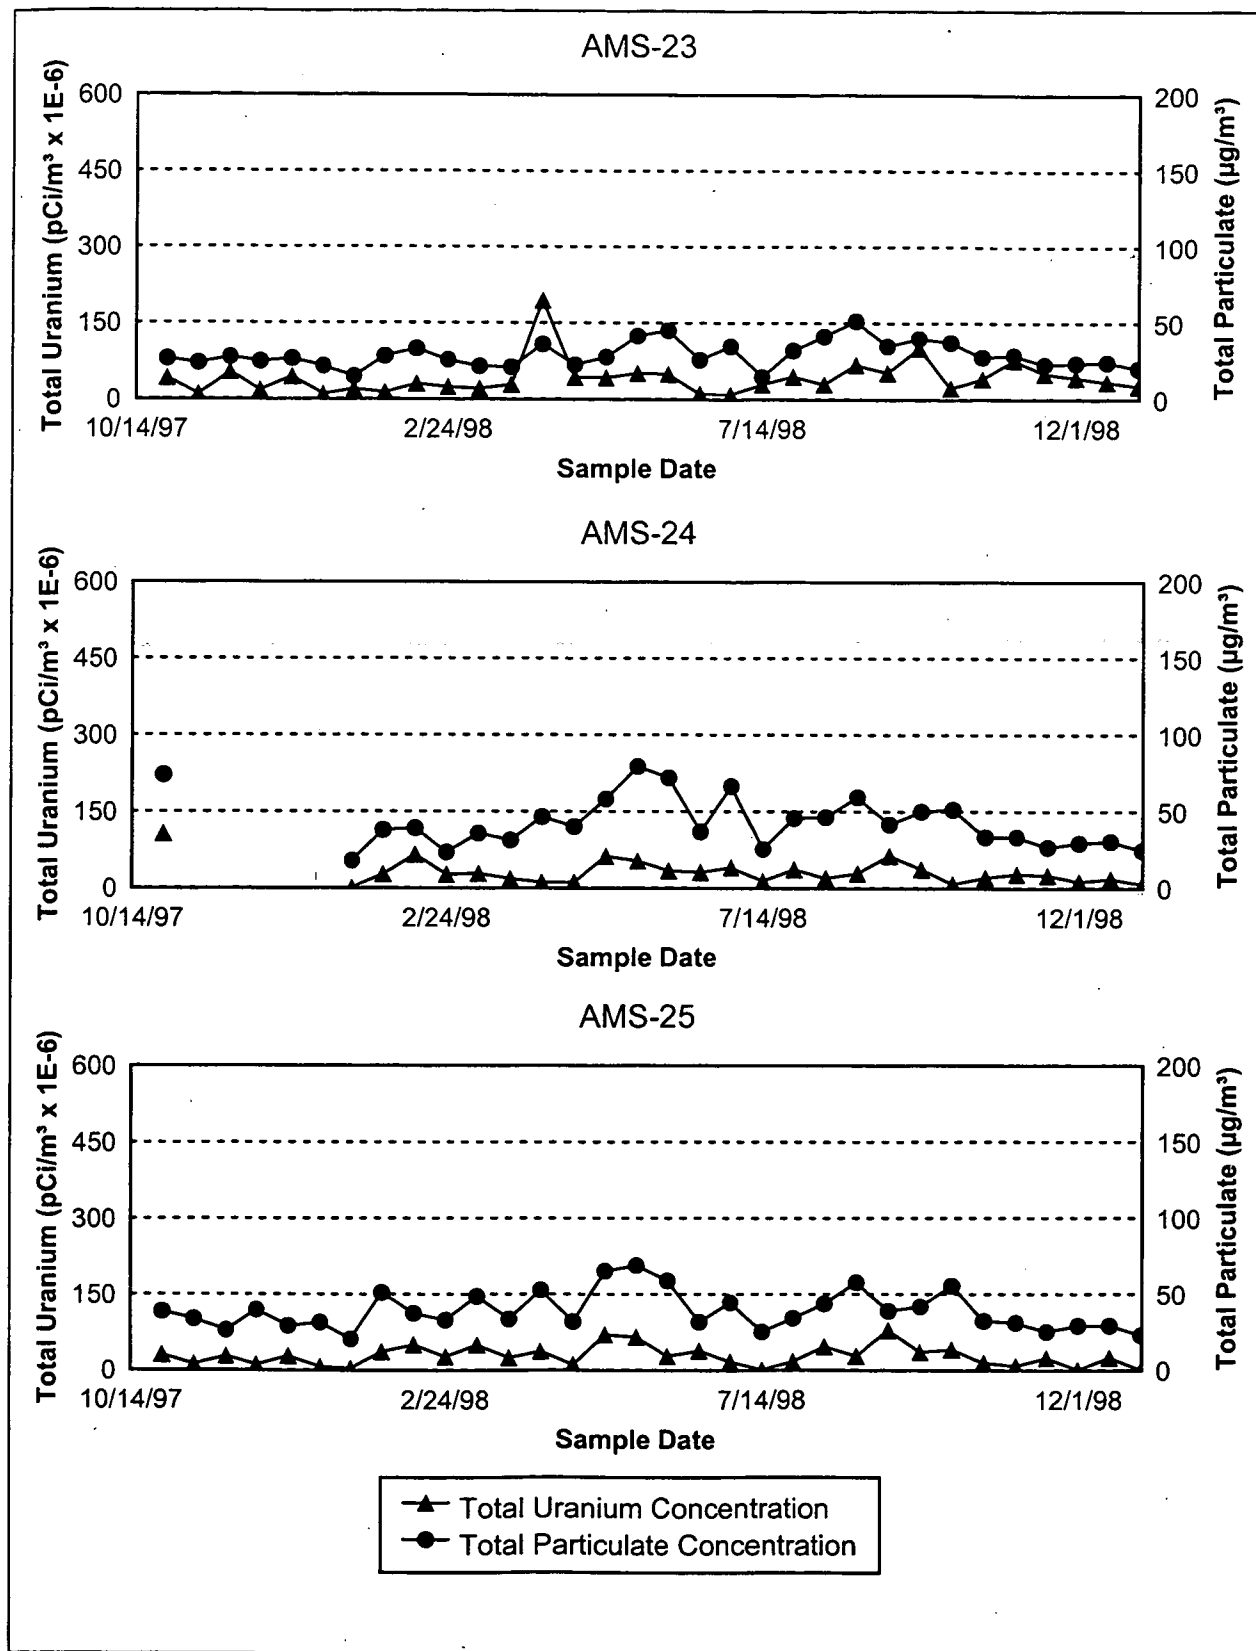 AMS-23
Total Uranium (pCi/m³ x 1E-6)
600
450
300
150
0
200
150
100
50
0
Total Particulate (µg/m³)
10/14/97 2/24/98 7/14/98 12/1/98
Sample Date
AMS-24
Total Uranium (pCi/m³ x 1E-6)
600
450
300
150
0
200
150
100
50
0
Total Particulate (µg/m³)
10/14/97 2/24/98 7/14/98 12/1/98
Sample Date
AMS-25
Total Uranium (pCi/m³ x 1E-6)
600
450
300
150
0
200
150
100
50
0
Total Particulate (µg/m³)
10/14/97 2/24/98 7/14/98 12/1/98
Sample Date
Total Uranium Concentration
Total Particulate Concentration